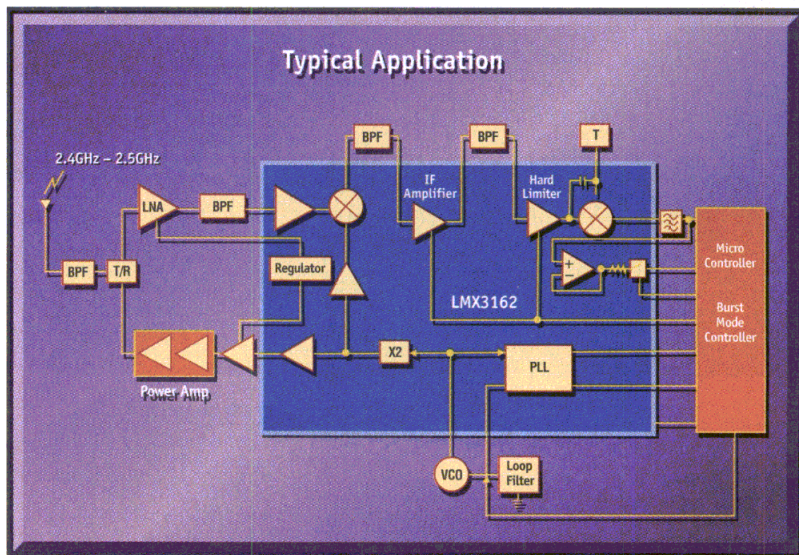 Typical Application
2.4GHz – 2.5GHz
BPF
BPF
T
IF
Amplifier
Hard
Limiter
LNA
BPF
BPF
T/R
Regulator
+
–
Micro
Controller
LMX3162
Burst
Mode
Controller
X2
PLL
Power Amp
VCO
Loop
Filter